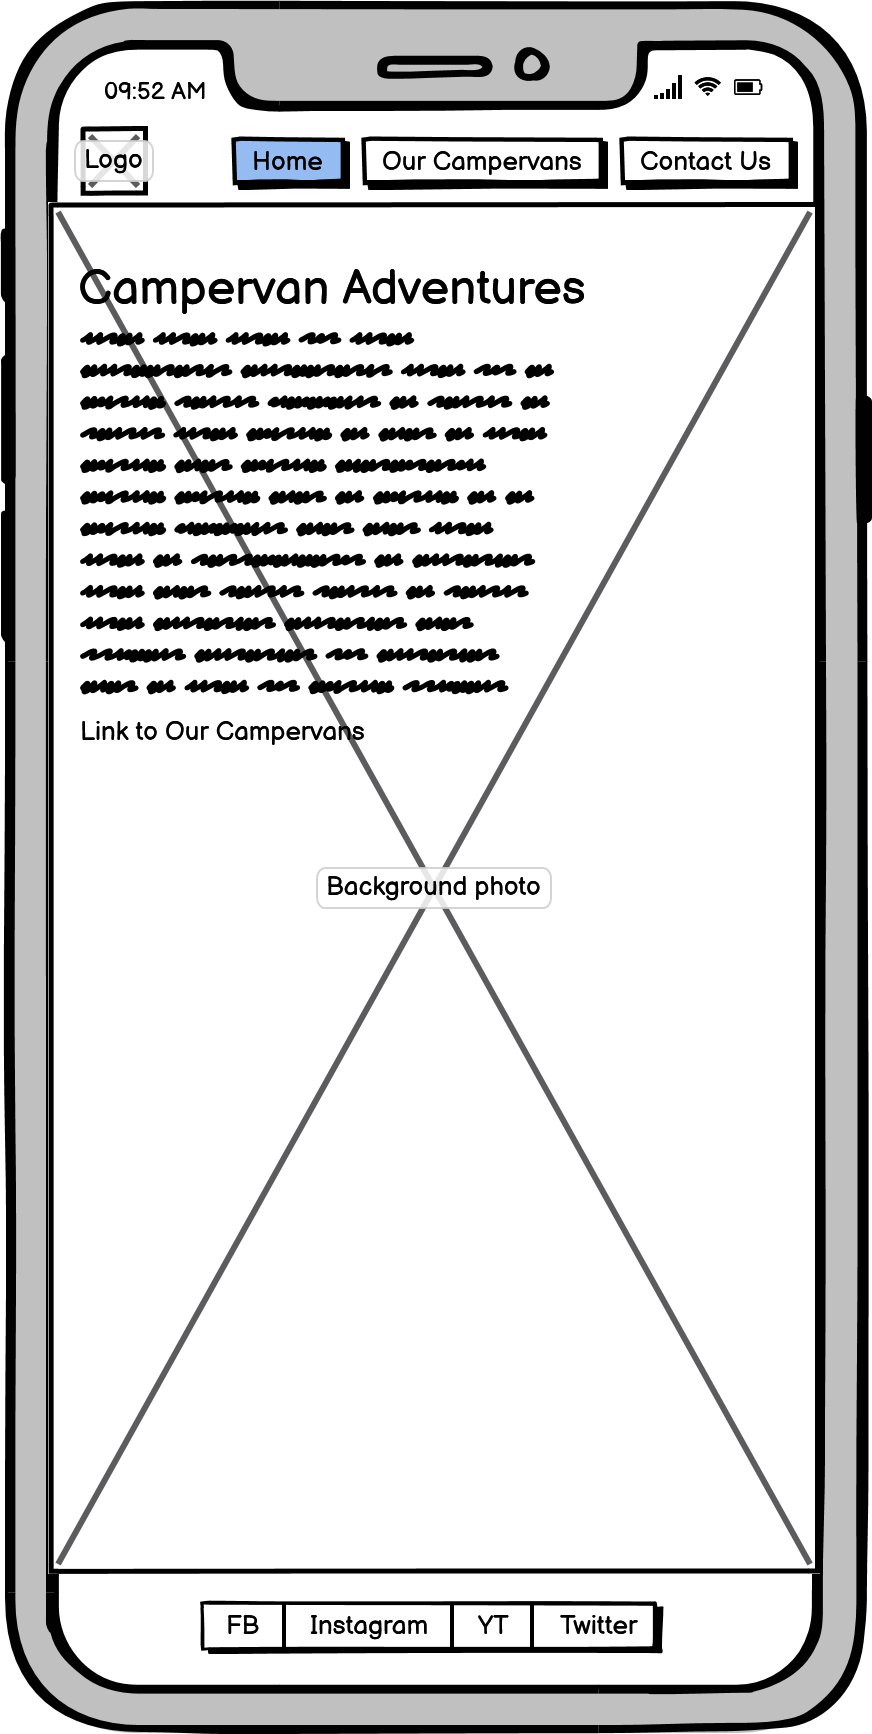 09:52 AM
Logo
Home
Our Campervans
Contact Us
Campervan Adventures
Link to Our Campervans
Background photo
FB
Instagram
YT
Twitter